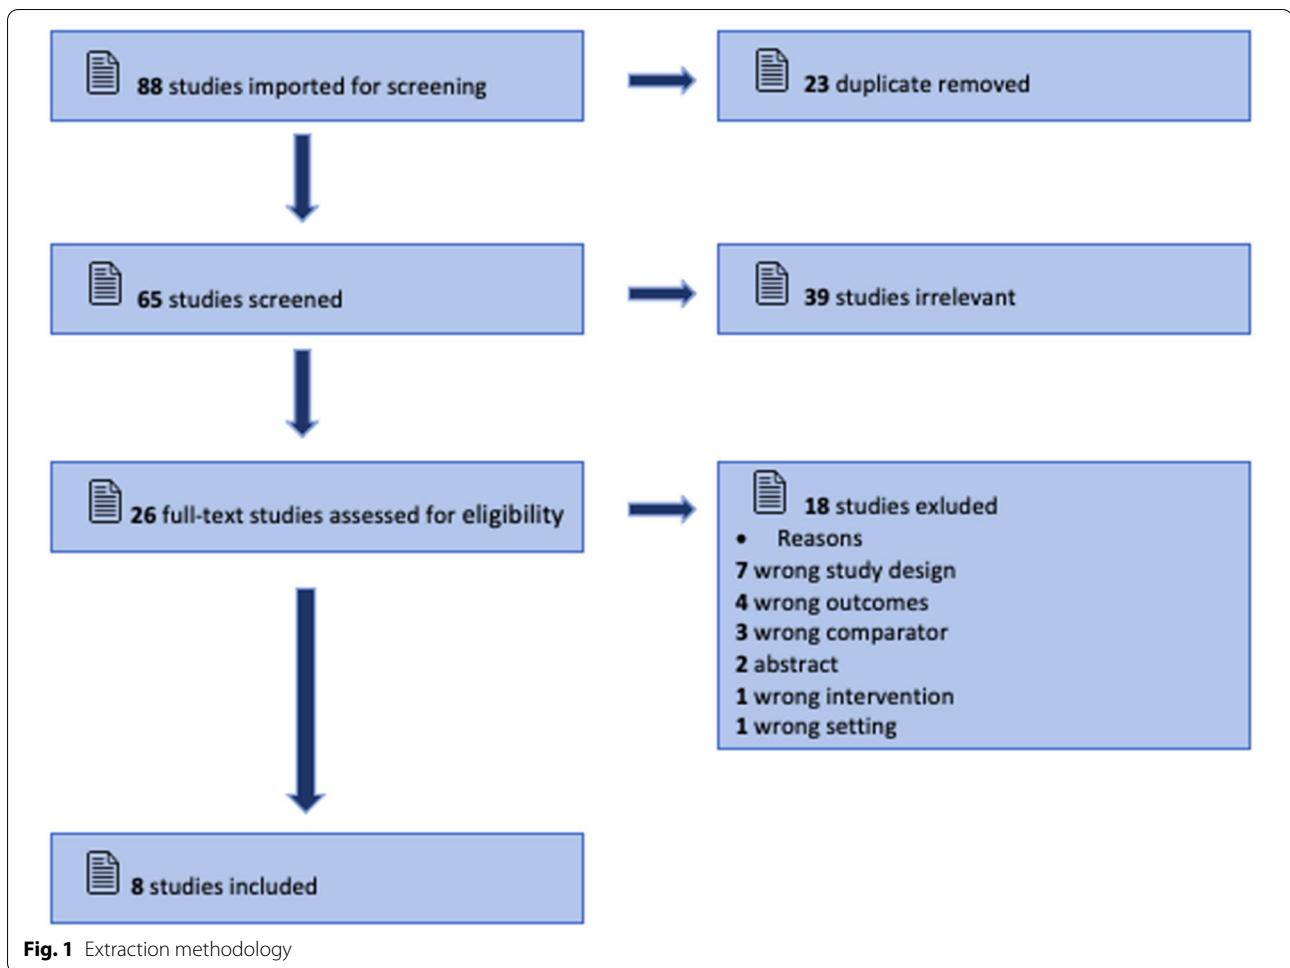 88 studies imported for screening
23 duplicate removed
65 studies screened
39 studies irrelevant
26 full-text studies assessed for eligibility
18 studies exluded
• Reasons
7 wrong study design
4 wrong outcomes
3 wrong comparator
2 abstract
1 wrong intervention
1 wrong setting
8 studies included
Fig. 1 Extraction methodology